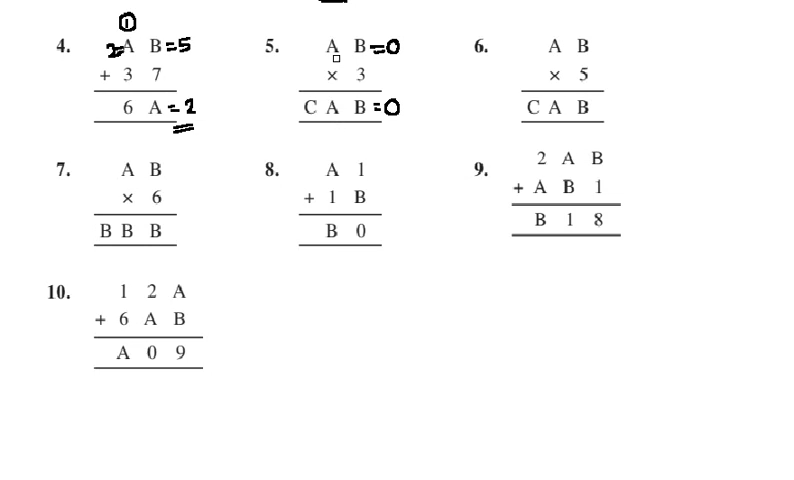 ①
4. 2=A B=5
+ 3 7
6 A=2
5. A B=0
× 3
C A B=0
6. A B
× 5
C A B
7. A B
× 6
B B B
8. A 1
+ 1 B
B 0
9. 2 A B
+ A B 1
B 1 8
10. 1 2 A
+ 6 A B
A 0 9